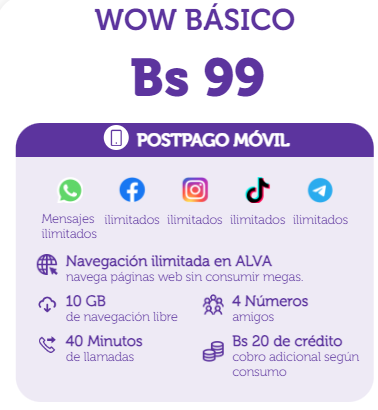 WOW BÁSICO
Bs 99
POSTPAGO MÓVIL
Mensajes ilimitados ilimitados ilimitados ilimitados
ilimitados
Navegación ilimitada en ALVA
navega páginas web sin consumir megas.
10 GB
de navegación libre
4 Números
amigos
40 Minutos
de llamadas
Bs 20 de crédito
cobro adicional según
consumo